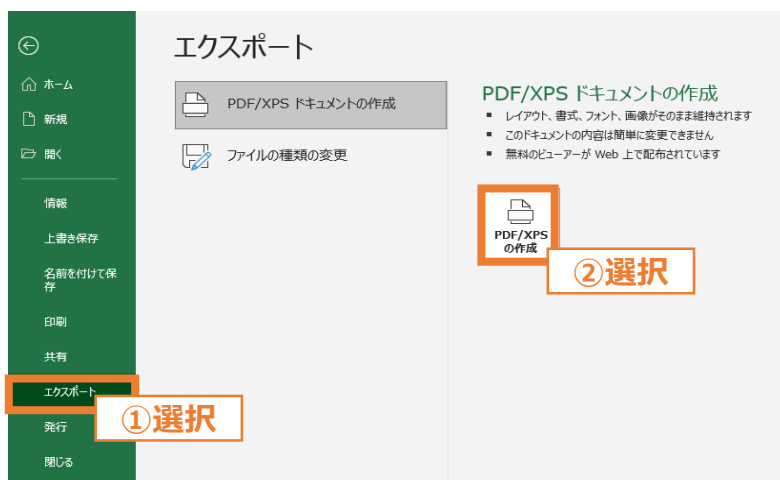 エクスポート
ホーム
新規
開く
情報
上書き保存
名前を付けて保
存
印刷
共有
エクスポート
①選択
発行
閉じる
PDF/XPS ドキュメントの作成
ファイルの種類の変更
PDF/XPS ドキュメントの作成
▪ レイアウト、書式、フォント、画像がそのまま維持されます
▪ このドキュメントの内容は簡単に変更できません
▪ 無料のビューアーが Web 上で配布されています
PDF/XPS
の作成
②選択